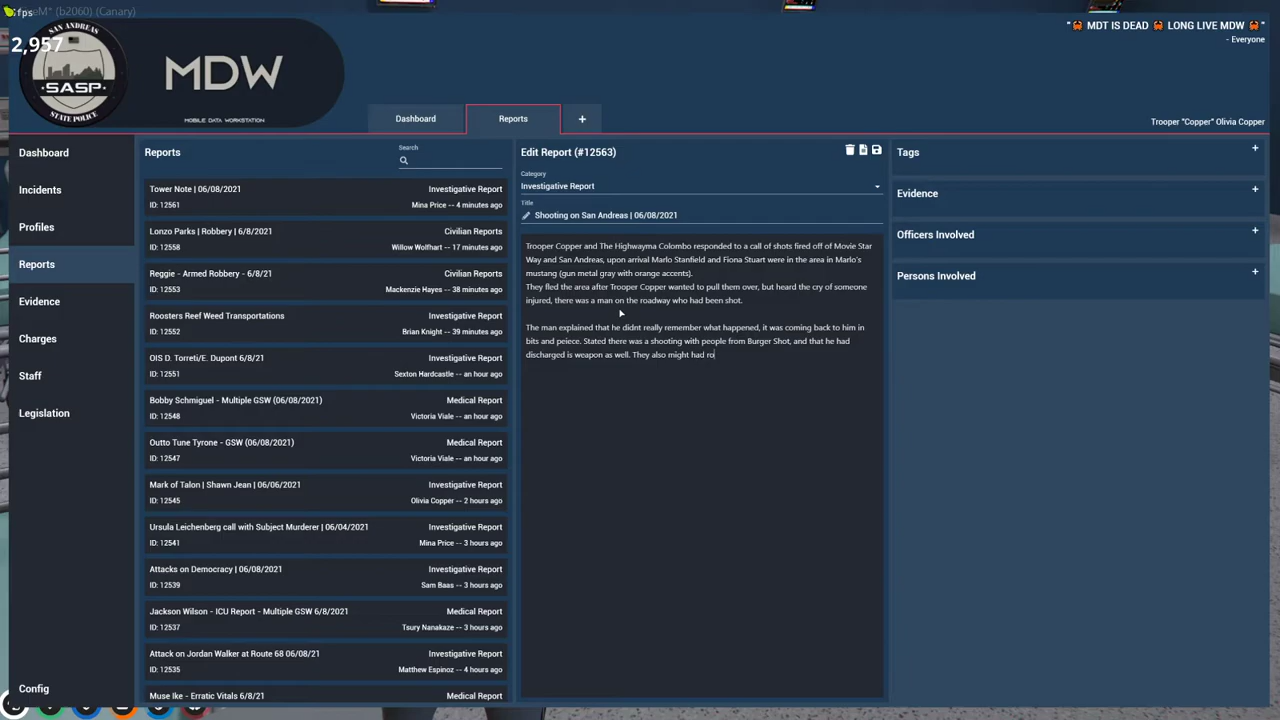 fps
eM* (b2060) (Canary)
2,957
SAN ANDREAS
SASP
STATE POLICE
MDW
MOBILE DATA WORKSTATION
" MDT IS DEAD LONG LIVE MDW "
- Everyone
Dashboard
Reports
+
Trooper "Copper" Olivia Copper
Dashboard
Incidents
Profiles
Reports
Evidence
Charges
Staff
Legislation
Config
Reports
Search
Tower Note | 06/08/2021
Investigative Report
ID: 12561
Mina Price -- 4 minutes ago
Lonzo Parks | Robbery | 6/8/2021
Civilian Reports
ID: 12558
Willow Wolfhart -- 17 minutes ago
Reggie - Armed Robbery - 6/8/21
Civilian Reports
ID: 12553
Mackenzie Hayes -- 38 minutes ago
Roosters Reef Weed Transportations
Investigative Report
ID: 12552
Brian Knight -- 39 minutes ago
OIS D. Torreti/E. Dupont 6/8/21
Investigative Report
ID: 12551
Sexton Hardcastle -- an hour ago
Bobby Schmiguel - Multiple GSW (06/08/2021)
Medical Report
ID: 12548
Victoria Viale -- an hour ago
Outto Tune Tyrone - GSW (06/08/2021)
Medical Report
ID: 12547
Victoria Viale -- an hour ago
Mark of Talon | Shawn Jean | 06/06/2021
Investigative Report
ID: 12545
Olivia Copper -- 2 hours ago
Ursula Leichenberg call with Subject Murderer | 06/04/2021
Investigative Report
ID: 12541
Mina Price -- 3 hours ago
Attacks on Democracy | 06/08/2021
Investigative Report
ID: 12539
Sam Baas -- 3 hours ago
Jackson Wilson - ICU Report - Multiple GSW 6/8/2021
Medical Report
ID: 12537
Tsury Nanakaze -- 3 hours ago
Attack on Jordan Walker at Route 68 06/08/21
Investigative Report
ID: 12535
Matthew Espinoz -- 4 hours ago
Muse Ike - Erratic Vitals 6/8/21
Medical Report
Edit Report (#12563)
Category
Investigative Report
Title
Shooting on San Andreas | 06/08/2021
Trooper Copper and The Highwayma Colombo responded to a call of shots fired off of Movie Star
Way and San Andreas, upon arrival Marlo Stanfield and Fiona Stuart were in the area in Marlo's
mustang (gun metal gray with orange accents).
They fled the area after Trooper Copper wanted to pull them over, but heard the cry of someone
injured, there was a man on the roadway who had been shot.
The man explained that he didnt really remember what happened, it was coming back to him in
bits and peiece. Stated there was a shooting with people from Burger Shot, and that he had
discharged is weapon as well. They also might had ro
Tags
+
Evidence
+
Officers Involved
+
Persons Involved
+